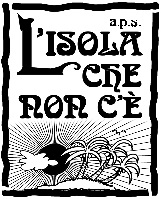 a.p.s.
L'ISOLA
CHE
NON C'È